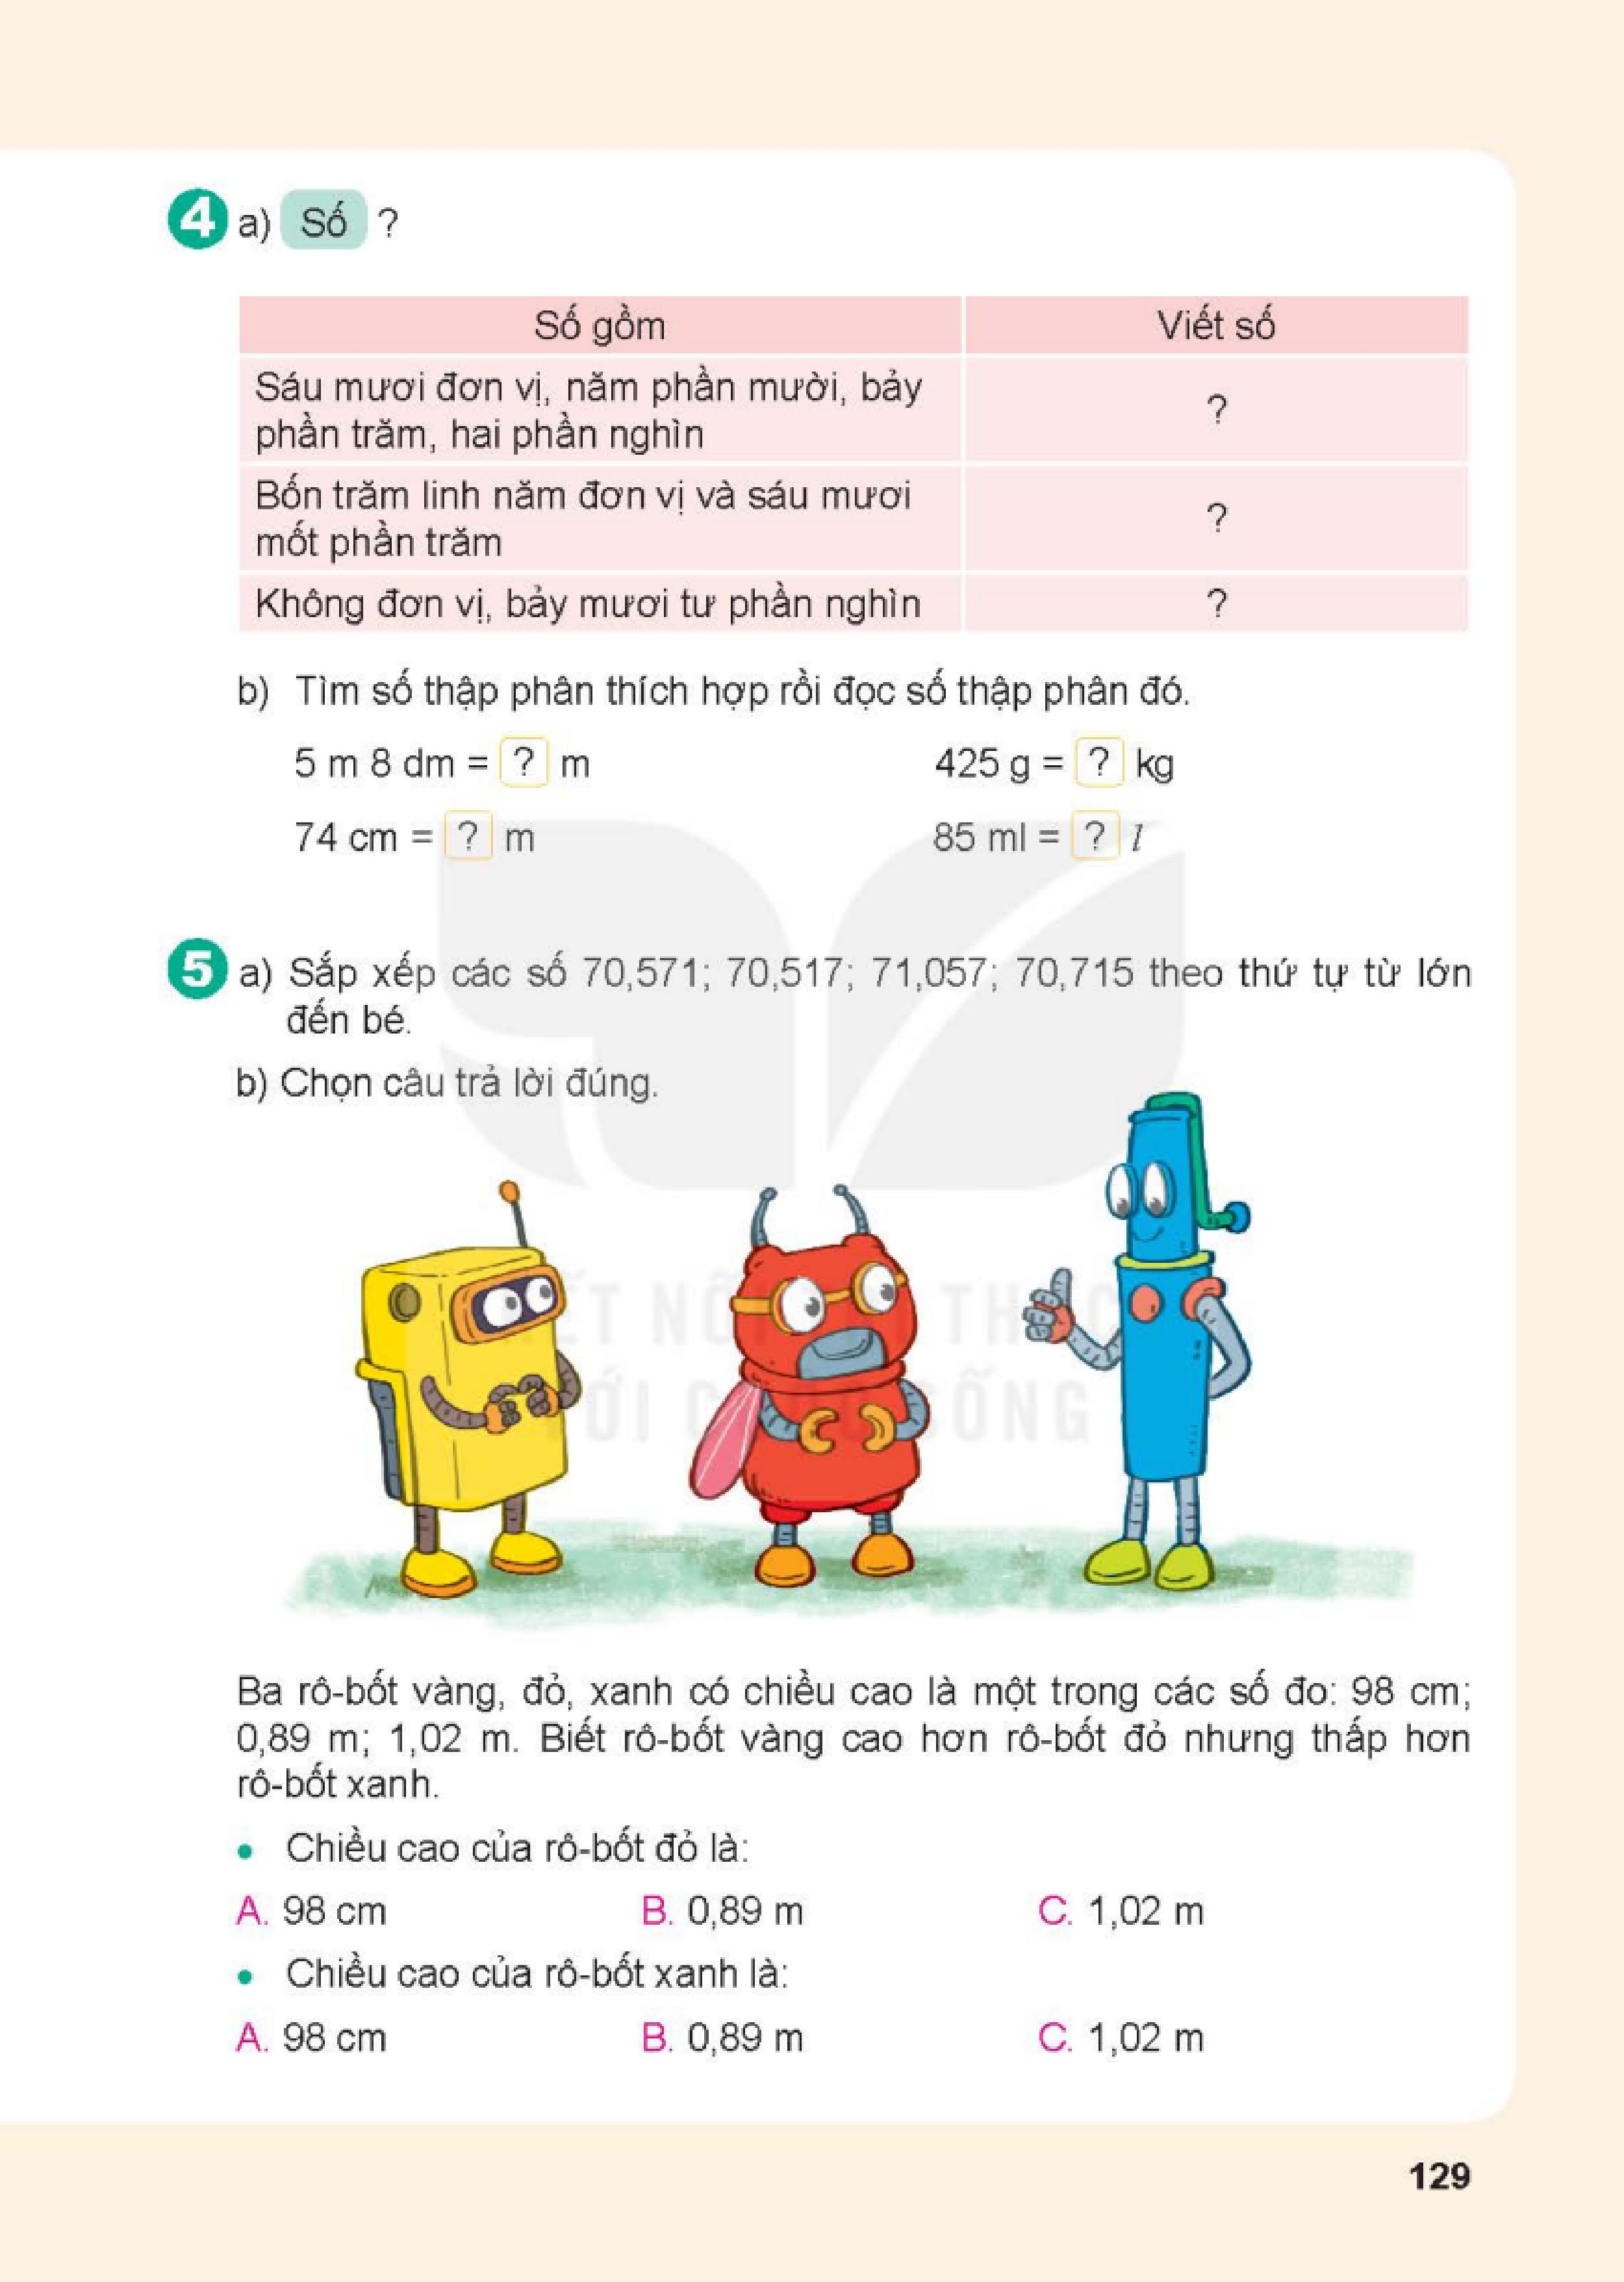 4 a) Số ?
Số gồm Viết số
Sáu mươi đơn vị, năm phần mười, bảy
phần trăm, hai phần nghìn
?
Bốn trăm linh năm đơn vị và sáu mươi
mốt phần trăm
?
Không đơn vị, bảy mươi tư phần nghìn ?
b) Tìm số thập phân thích hợp rồi đọc số thập phân đó.
5 m 8 dm = ? m 425 g = ? kg
74 cm = ? m 85 ml = ? l
5 a) Sắp xếp các số 70,571; 70,517; 71,057; 70,715 theo thứ tự từ lớn
đến bé.
b) Chọn câu trả lời đúng.
Ba rô-bốt vàng, đỏ, xanh có chiều cao là một trong các số đo: 98 cm;
0,89 m; 1,02 m. Biết rô-bốt vàng cao hơn rô-bốt đỏ nhưng thấp hơn
rô-bốt xanh.
• Chiều cao của rô-bốt đỏ là:
A. 98 cm B. 0,89 m C. 1,02 m
• Chiều cao của rô-bốt xanh là:
A. 98 cm B. 0,89 m C. 1,02 m
129